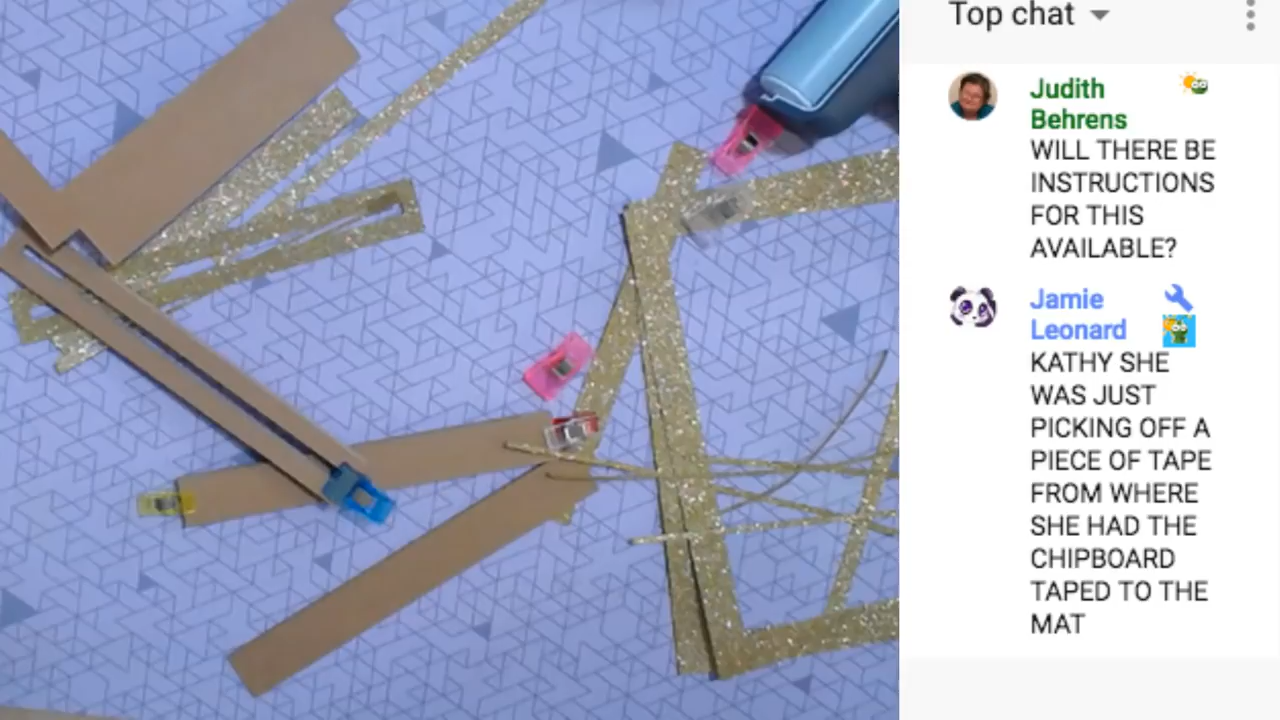 Top chat
Judith
Behrens
WILL THERE BE
INSTRUCTIONS
FOR THIS
AVAILABLE?
Jamie
Leonard
KATHY SHE
WAS JUST
PICKING OFF A
PIECE OF TAPE
FROM WHERE
SHE HAD THE
CHIPBOARD
TAPED TO THE
MAT